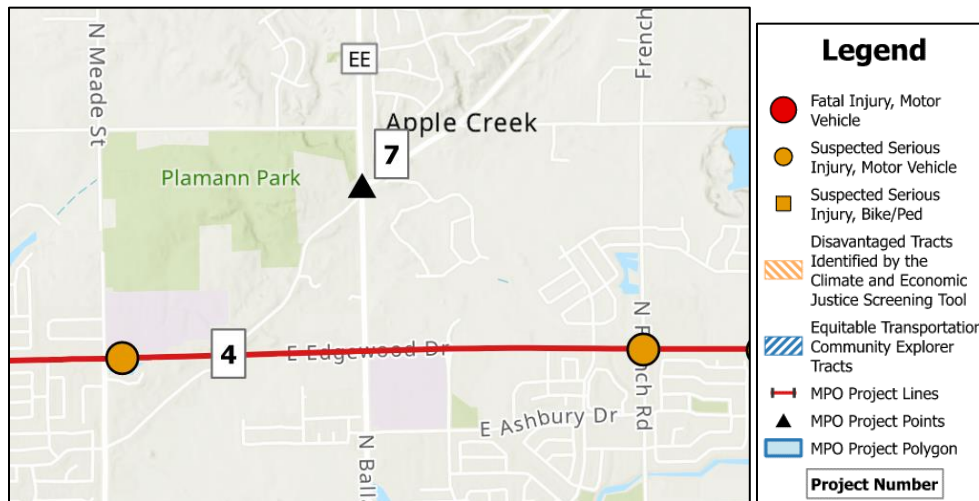 N Meade St
EE
French
Apple Creek
7
Plamann Park
4
E Edgewood Dr
N French Rd
E Ashbury Dr
N Ball
Legend
Fatal Injury, Motor
Vehicle
Suspected Serious
Injury, Motor Vehicle
Suspected Serious
Injury, Bike/Ped
Disavantaged Tracts
Identified by the
Climate and Economic
Justice Screening Tool
Equitable Transportation
Community Explorer
Tracts
MPO Project Lines
MPO Project Points
MPO Project Polygon
Project Number